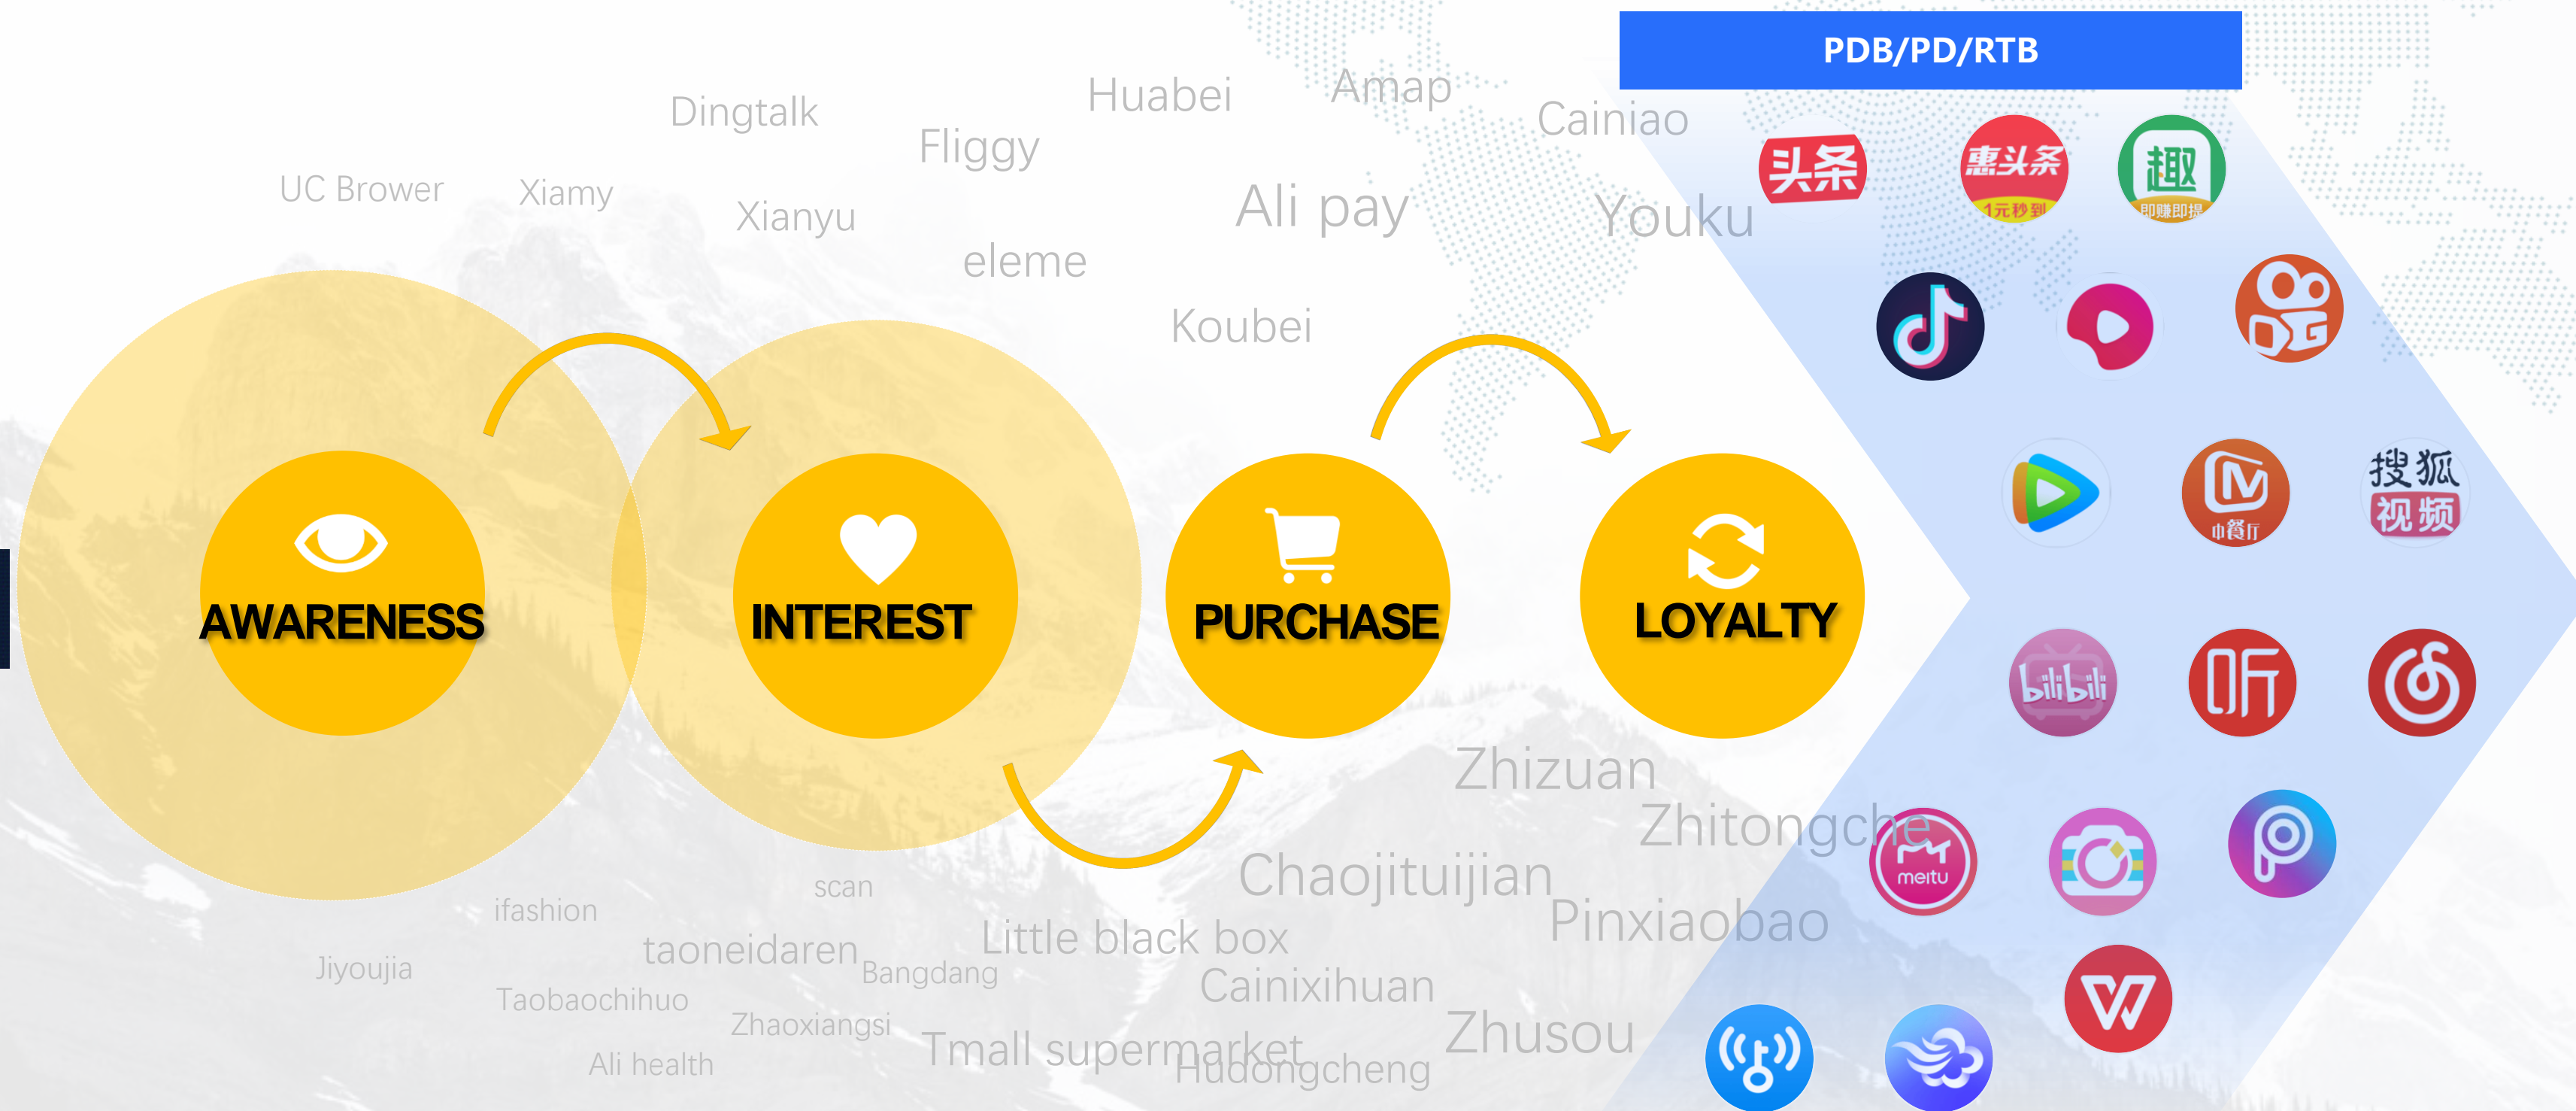 PDB/PD/RTB
Dingtalk
Huabei
Amap
Cainiao
Fliggy
UC Brower
Xiamy
Xianyu
Ali pay
Youku
eleme
Koubei
头条
惠头条
1元秒到
趣
即赚即提
搜狐
视频
中餐厅
AWARENESS
INTEREST
PURCHASE
LOYALTY
bilibili
听
Zhizuan
Zhitongche
meitu
Chaojituijian
Pinxiaobao
scan
ifashion
taoneidaren
Little black box
Jiyoujia
Bangdang
Cainixihuan
Taobaochihuo
Zhaoxiangsi
Zhusou
Tmall supermarket
Ali health
Hudongcheng